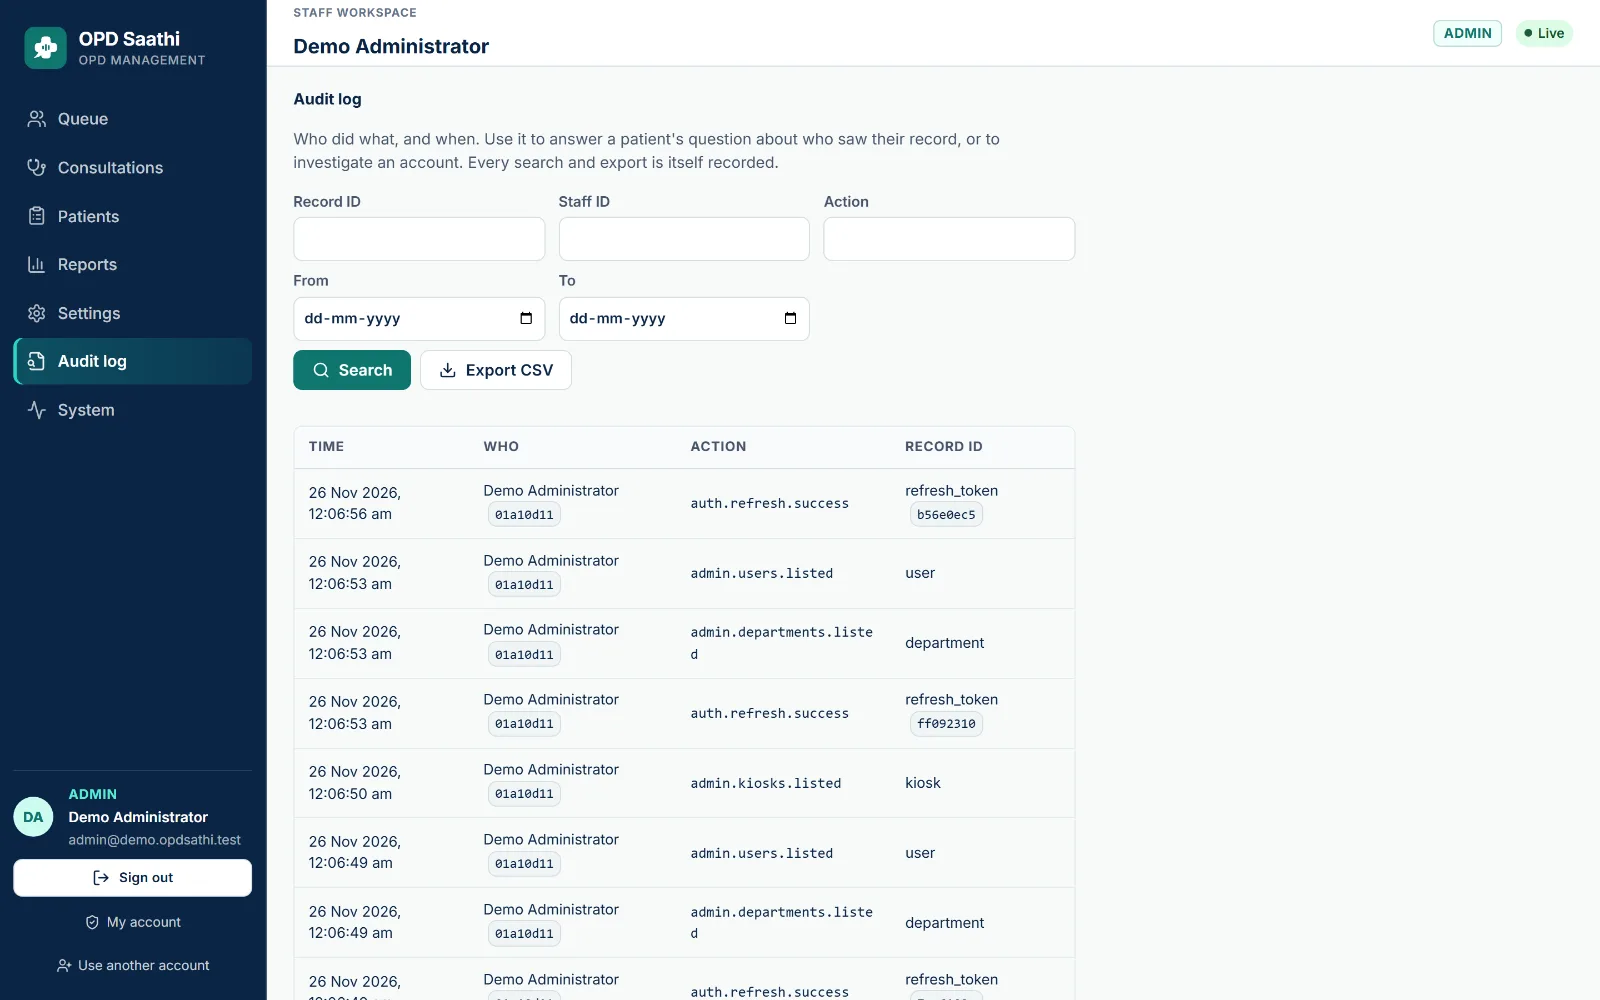 OPD Saathi
OPD MANAGEMENT
Queue
Consultations
Patients
Reports
Settings
Audit log
System
ADMIN
DA
Demo Administrator
admin@demo.opdsathi.test
Sign out
My account
Use another account
STAFF WORKSPACE
Demo Administrator
ADMIN
Live
Audit log
Who did what, and when. Use it to answer a patient's question about who saw their record, or to
investigate an account. Every search and export is itself recorded.
Record ID Staff ID Action
From To
dd-mm-yyyy dd-mm-yyyy
Search Export CSV
TIME WHO ACTION RECORD ID
26 Nov 2026, Demo Administrator auth.refresh.success refresh_token
12:06:56 am 01a10d11 b56e0ec5
26 Nov 2026, Demo Administrator admin.users.listed user
12:06:53 am 01a10d11
26 Nov 2026, Demo Administrator admin.departments.liste department
12:06:53 am 01a10d11 d
26 Nov 2026, Demo Administrator auth.refresh.success refresh_token
12:06:53 am 01a10d11 ff092310
26 Nov 2026, Demo Administrator admin.kiosks.listed kiosk
12:06:50 am 01a10d11
26 Nov 2026, Demo Administrator admin.users.listed user
12:06:49 am 01a10d11
26 Nov 2026, Demo Administrator admin.departments.liste department
12:06:49 am 01a10d11 d
26 Nov 2026, Demo Administrator auth.refresh.success refresh_token